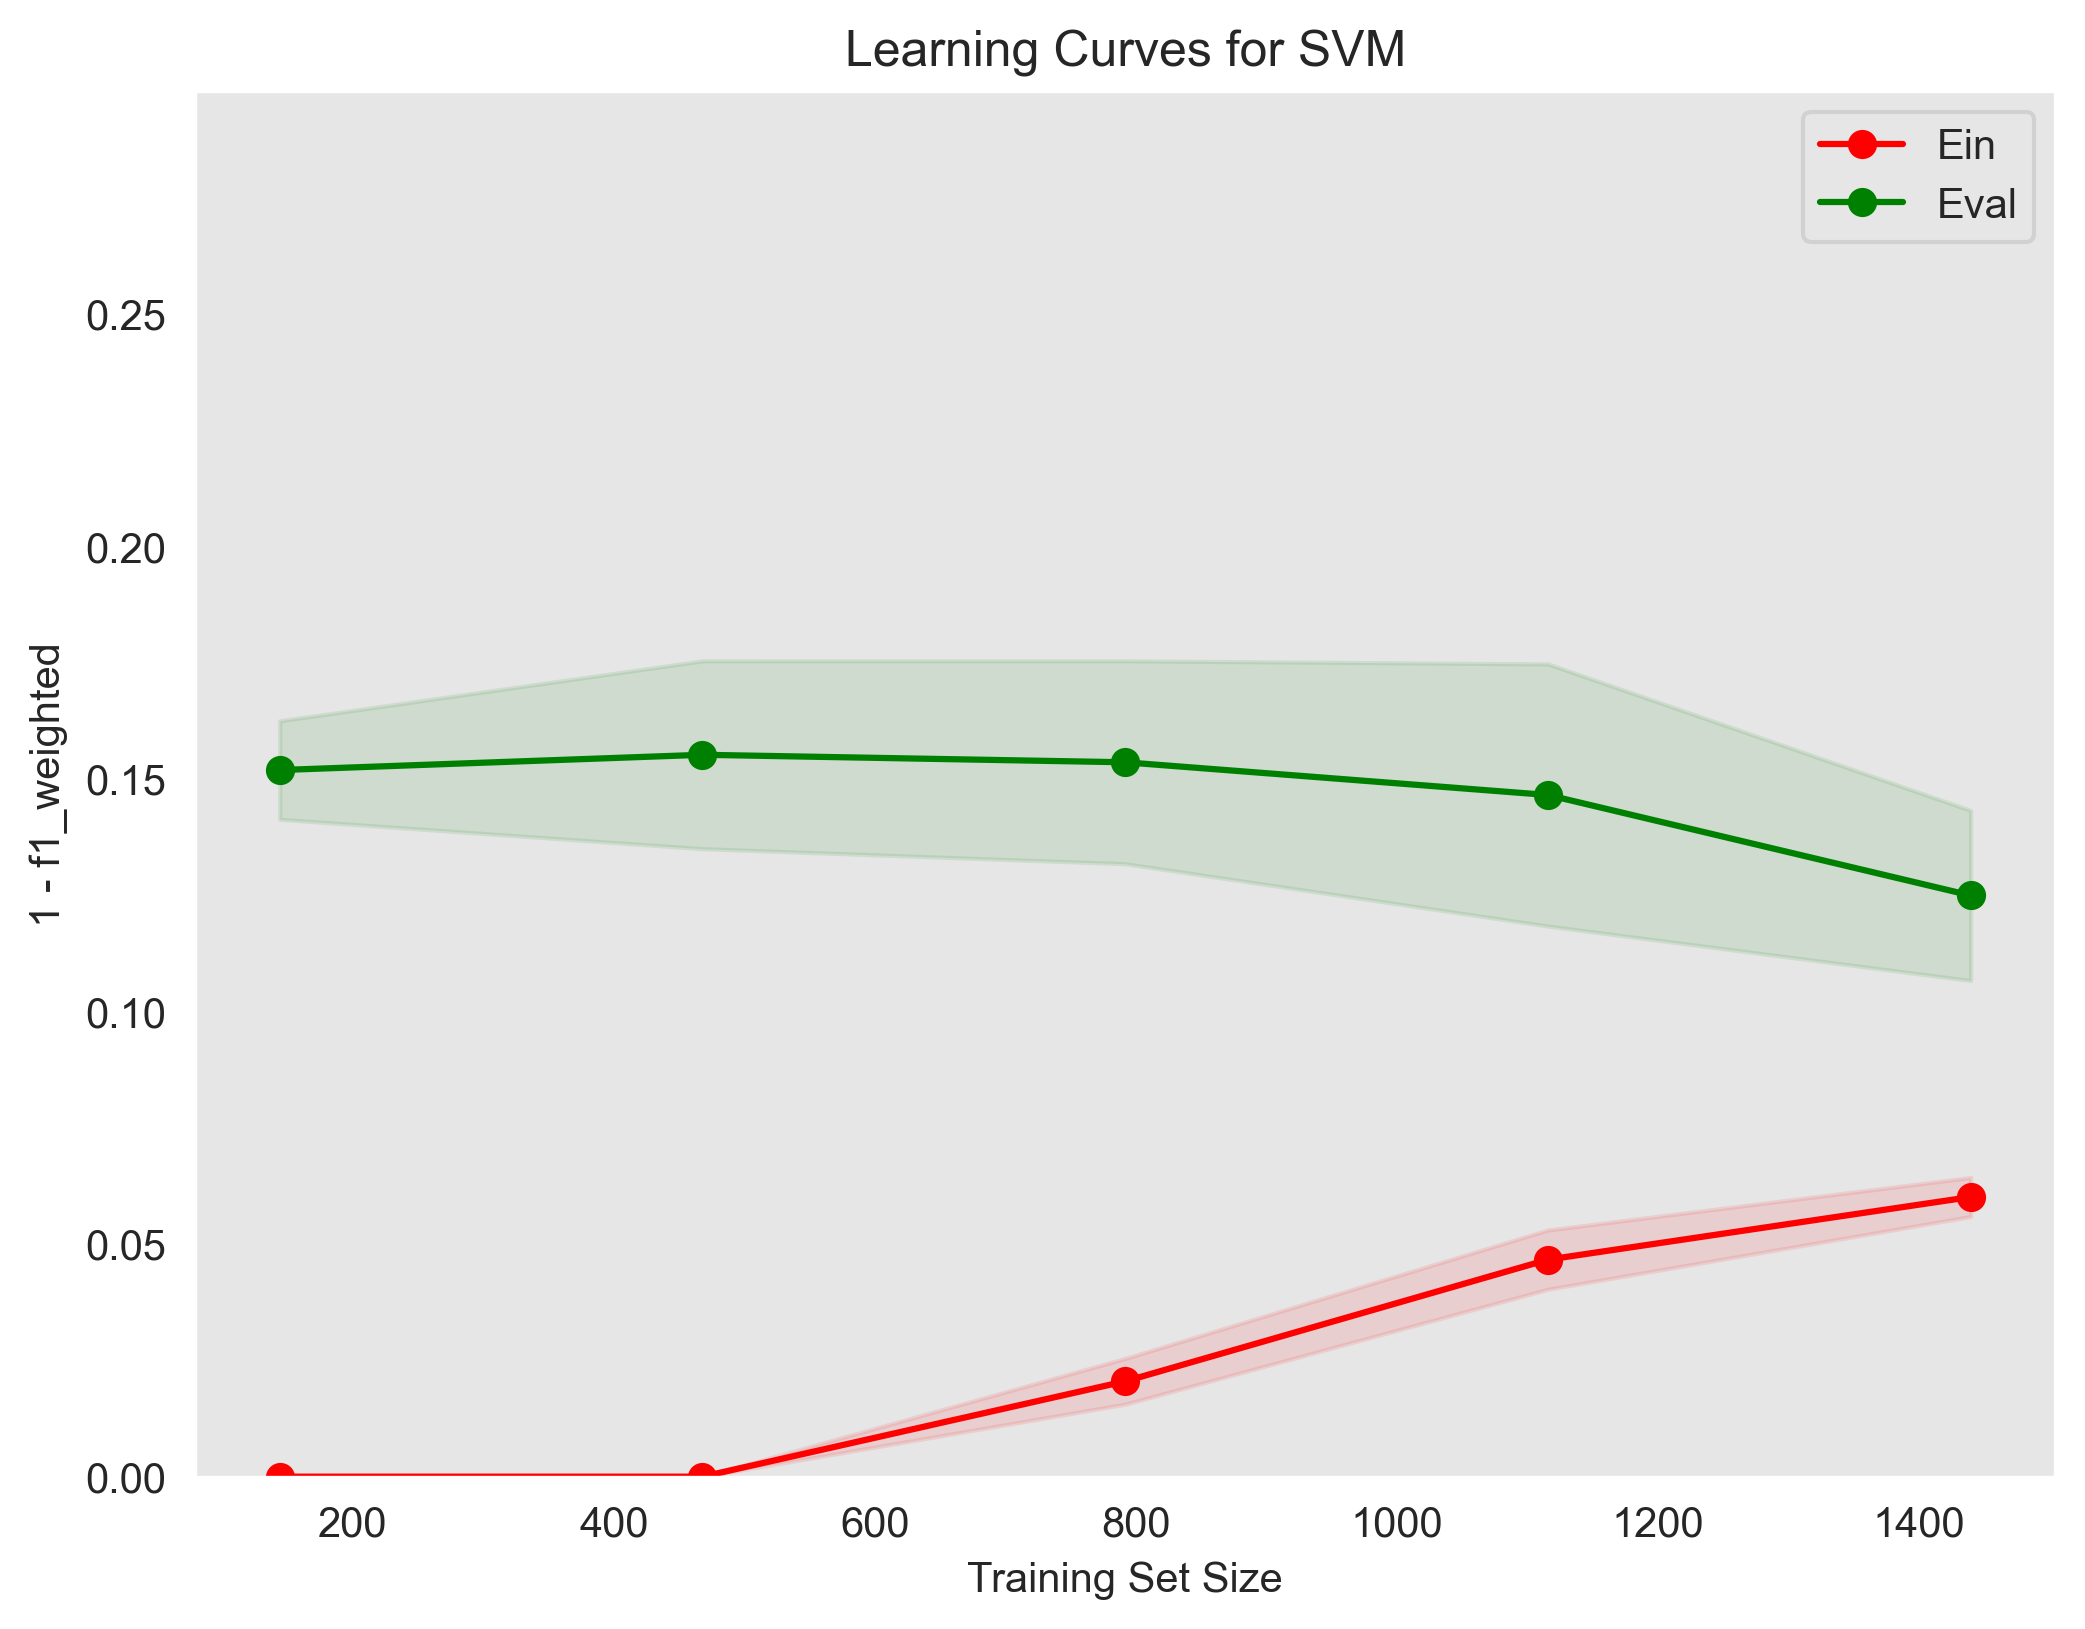 Learning Curves for SVM
Ein
Eval
1 - f1_weighted
0.25
0.20
0.15
0.10
0.05
0.00
200 400 600 800 1000 1200 1400
Training Set Size